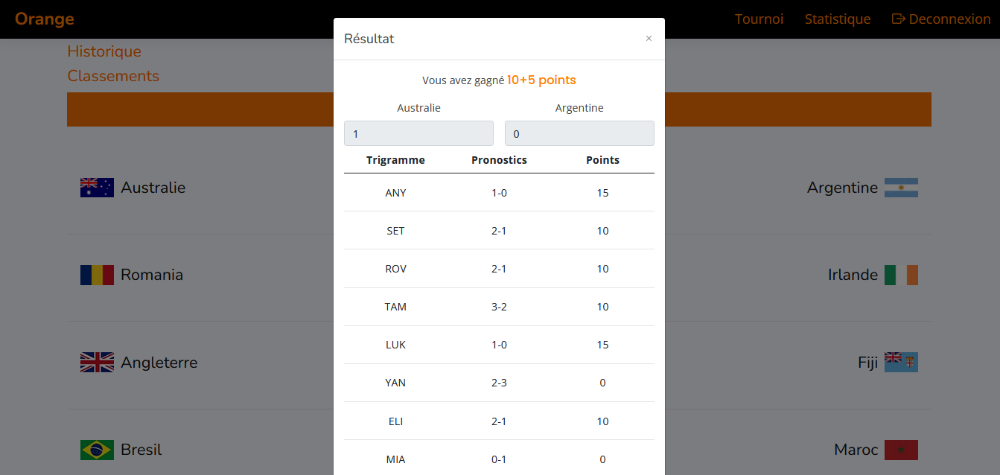 Orange
Tournoi Statistique Deconnexion
Historique
Classements
Résultat ×
Vous avez gagné 10+5 points
Australie Argentine
1 0
Trigramme Pronostics Points
ANY 1-0 15
SET 2-1 10
ROV 2-1 10
TAM 3-2 10
LUK 1-0 15
YAN 2-3 0
ELI 2-1 10
MIA 0-1 0
Australie Argentine
Romania Irlande
Angleterre Fiji
Bresil Maroc